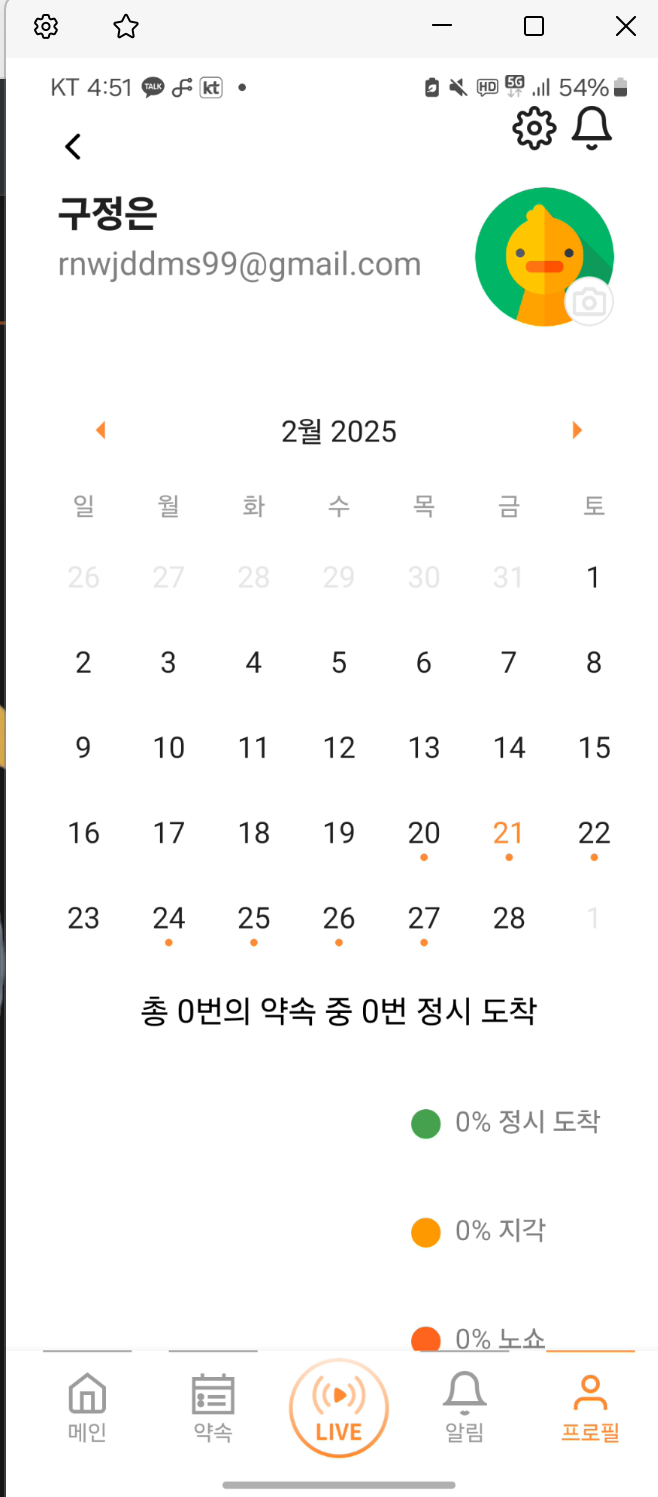 KT 4:51 TALK kt HD 5G 54%
구정은
rnwjddms99@gmail.com
2월 2025
일 월 화 수 목 금 토
26 27 28 29 30 31 1
2 3 4 5 6 7 8
9 10 11 12 13 14 15
16 17 18 19 20 21 22
23 24 25 26 27 28 1
총 0번의 약속 중 0번 정시 도착
0% 정시 도착
0% 지각
0% 노쇼
메인 약속 LIVE 알림 프로필